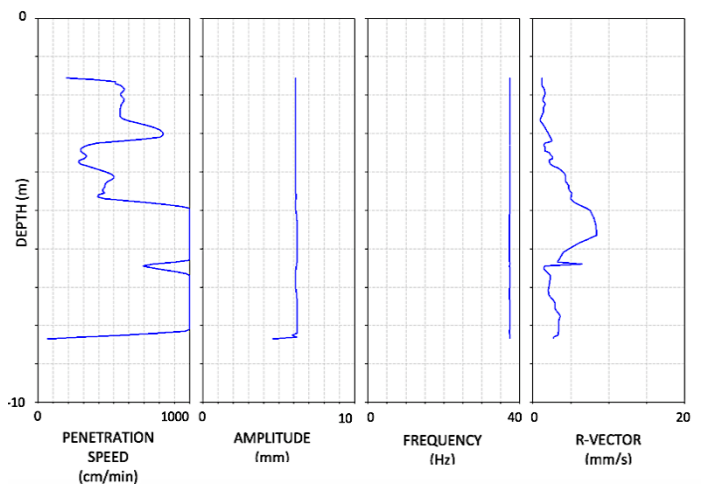 0
DEPTH (m)
-10
0
1000
0
10
0
40
0
20
PENETRATION
SPEED
(cm/min)
AMPLITUDE
(mm)
FREQUENCY
(Hz)
R-VECTOR
(mm/s)